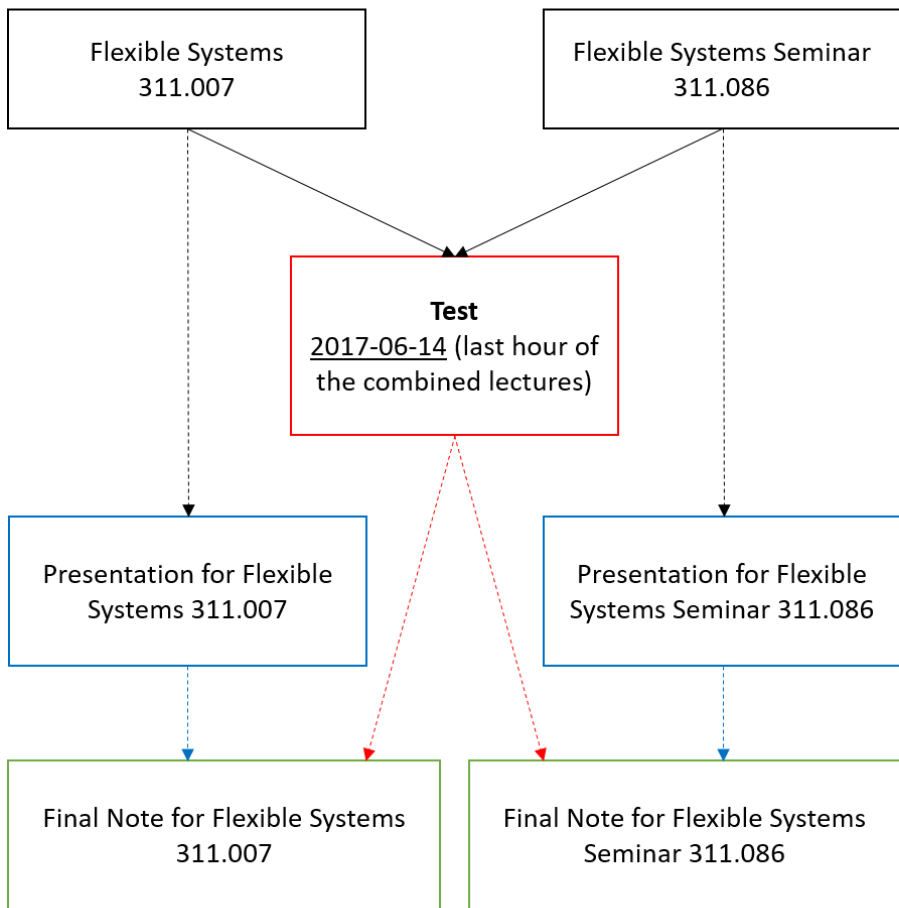 Flexible Systems
311.007
Flexible Systems Seminar
311.086
Test
2017-06-14 (last hour of
the combined lectures)
Presentation for Flexible
Systems 311.007
Presentation for Flexible
Systems Seminar 311.086
Final Note for Flexible Systems
311.007
Final Note for Flexible Systems
Seminar 311.086